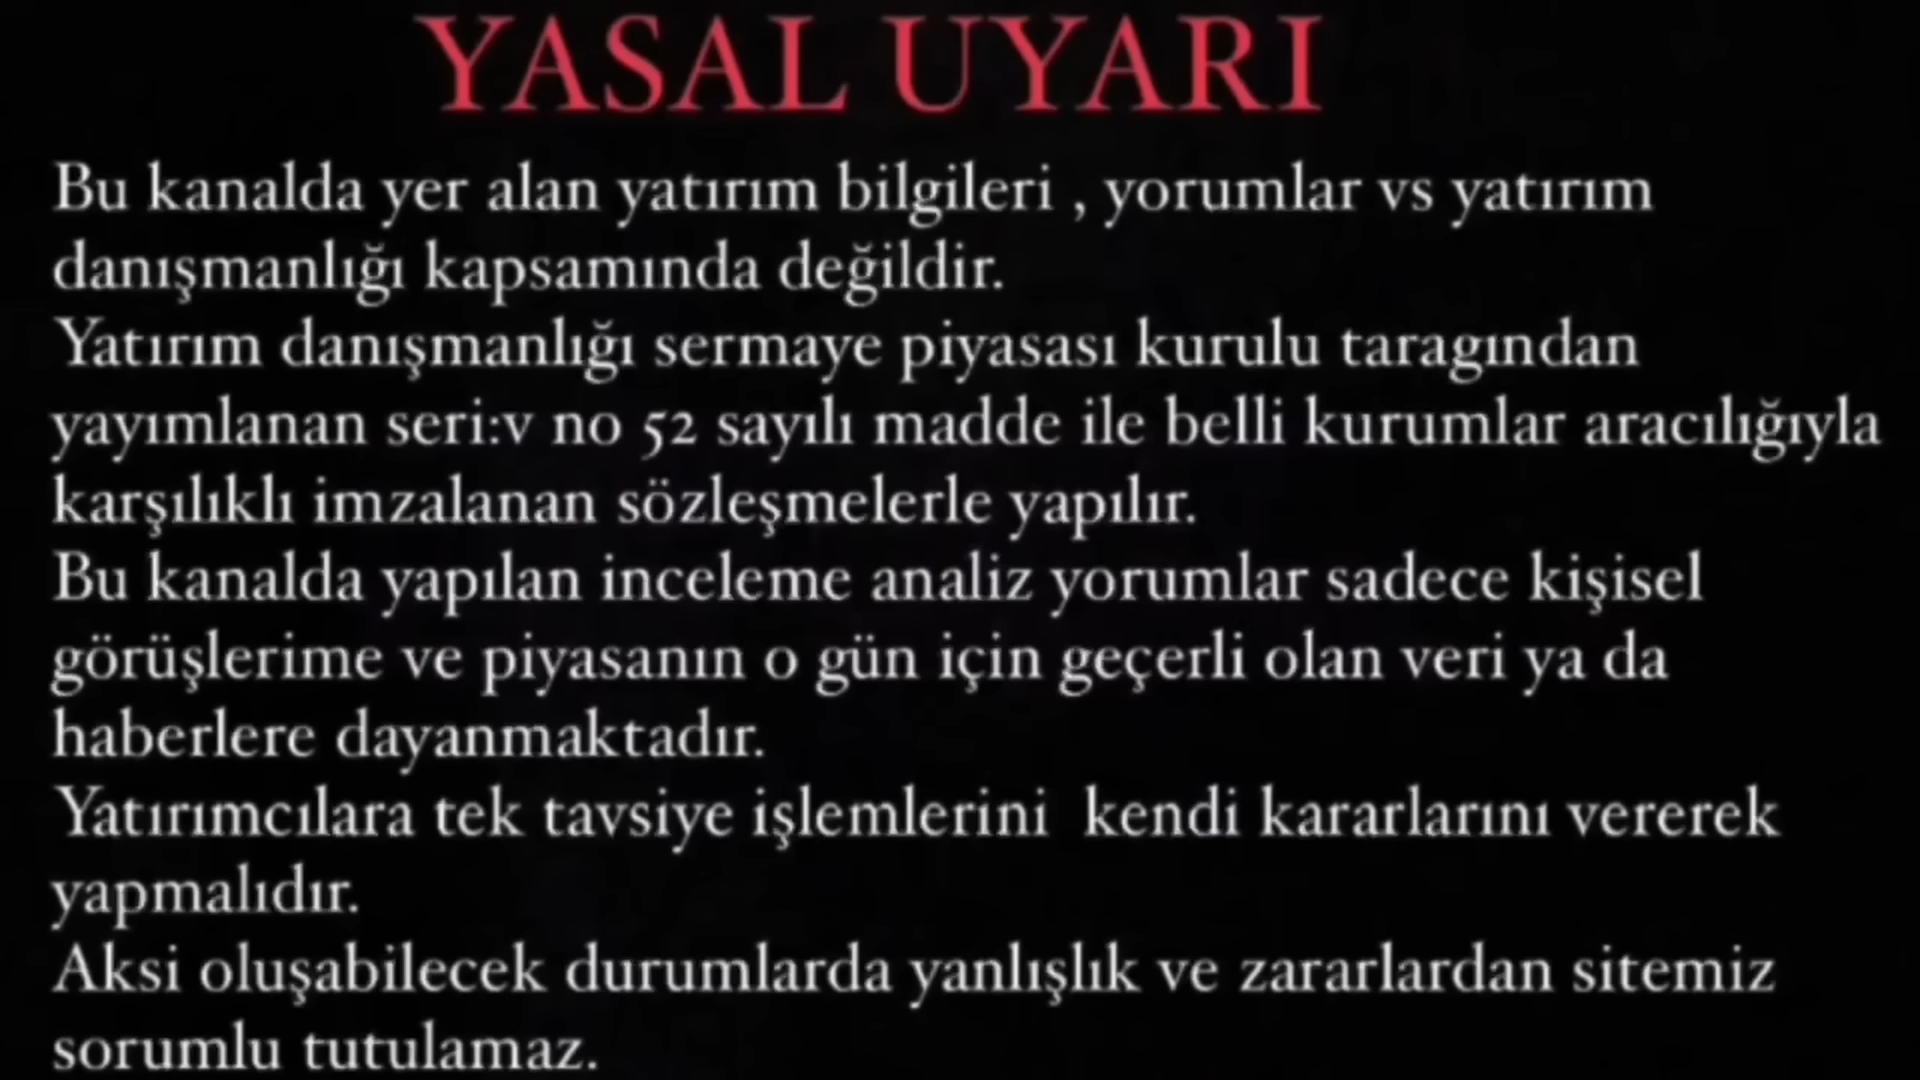 YASAL UYARI
Bu kanalda yer alan yatırım bilgileri , yorumlar vs yatırım
danışmanlığı kapsamında değildir.
Yatırım danışmanlığı sermaye piyasası kurulu taragından
yayımlanan seri:v no 52 sayılı madde ile belli kurumlar aracılığıyla
karşılıklı imzalanan sözleşmelerle yapılır.
Bu kanalda yapılan inceleme analiz yorumlar sadece kişisel
görüşlerime ve piyasanın o gün için geçerli olan veri ya da
haberlere dayanmaktadır.
Yatırımcılara tek tavsiye işlemlerini  kendi kararlarını vererek
yapmalıdır.
Aksi oluşabilecek durumlarda yanlışlık ve zararlardan sitemiz
sorumlu tutulamaz.